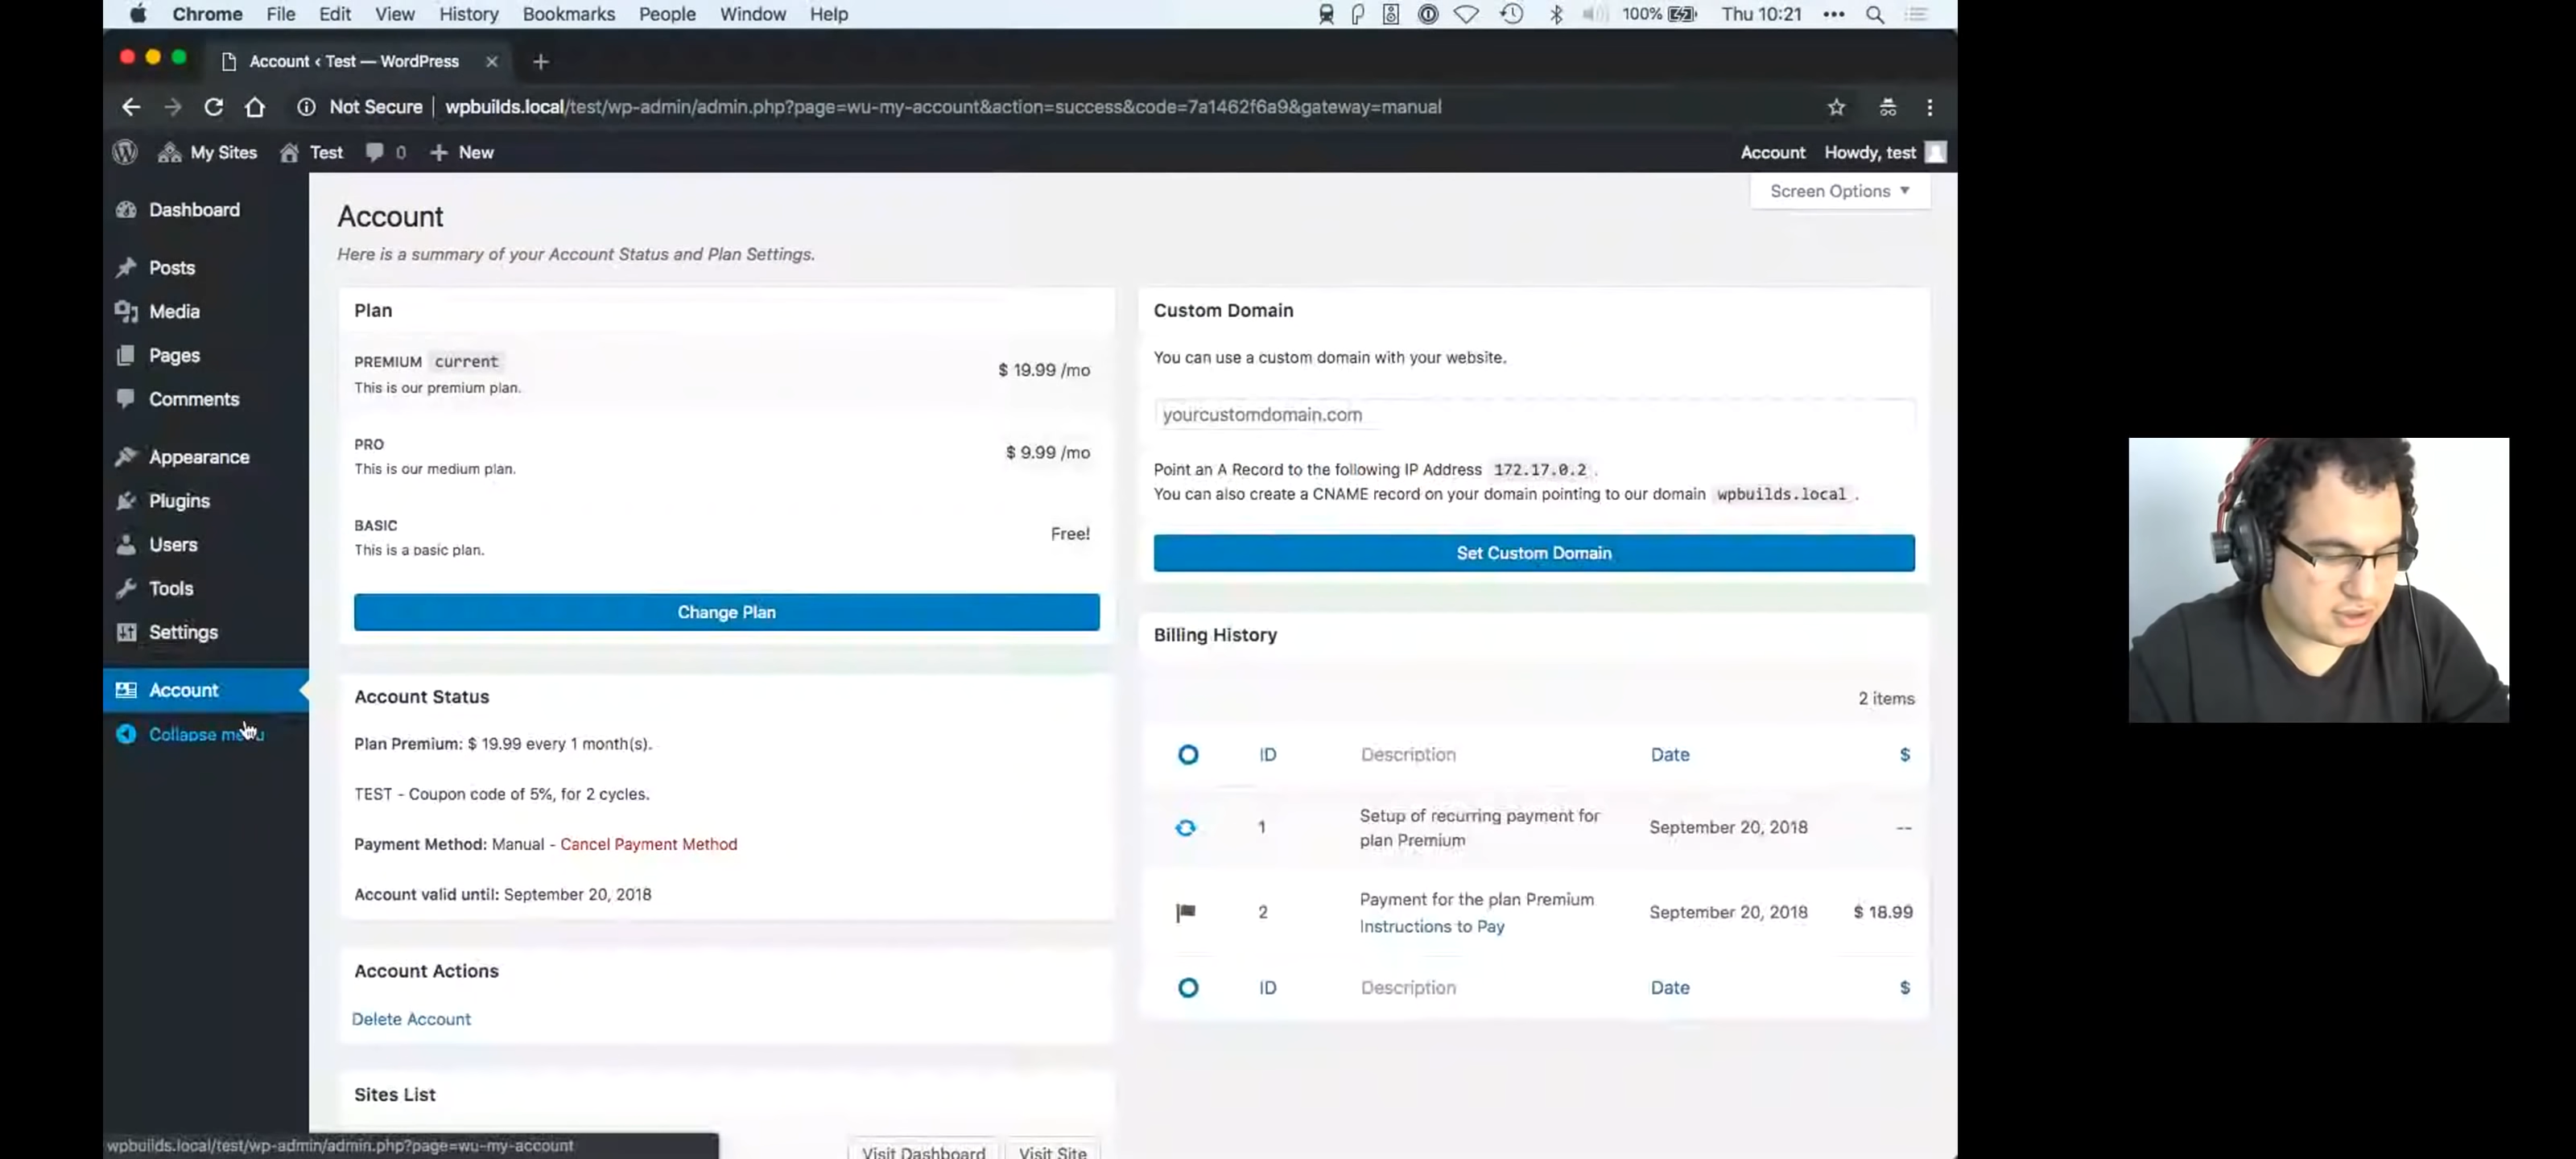 Chrome File Edit View History Bookmarks People Window Help 100% Thu 10:21
Account ‹ Test — WordPress
Not Secure | wpbuilds.local/test/wp-admin/admin.php?page=wu-my-account&action=success&code=7a1462f6a9&gateway=manual
My Sites Test 0 + New Account Howdy, test
Screen Options ▼
Dashboard
Posts
Media
Pages
Comments
Appearance
Plugins
Users
Tools
Settings
Account
Collapse menu
Account
Here is a summary of your Account Status and Plan Settings.
Plan
PREMIUM current
$ 19.99 /mo
This is our premium plan.
PRO
$ 9.99 /mo
This is our medium plan.
BASIC
Free!
This is a basic plan.
Change Plan
Account Status
Plan Premium: $ 19.99 every 1 month(s).
TEST - Coupon code of 5%, for 2 cycles.
Payment Method: Manual - Cancel Payment Method
Account valid until: September 20, 2018
Account Actions
Delete Account
Sites List
Visit Dashboard Visit Site
Custom Domain
You can use a custom domain with your website.
yourcustomdomain.com
Point an A Record to the following IP Address 172.17.0.2 .
You can also create a CNAME record on your domain pointing to our domain wpbuilds.local .
Set Custom Domain
Billing History
2 items
ID Description Date $
1 Setup of recurring payment for September 20, 2018 --
plan Premium
2 Payment for the plan Premium September 20, 2018 $ 18.99
Instructions to Pay
ID Description Date $
wpbuilds.local/test/wp-admin/admin.php?page=wu-my-account